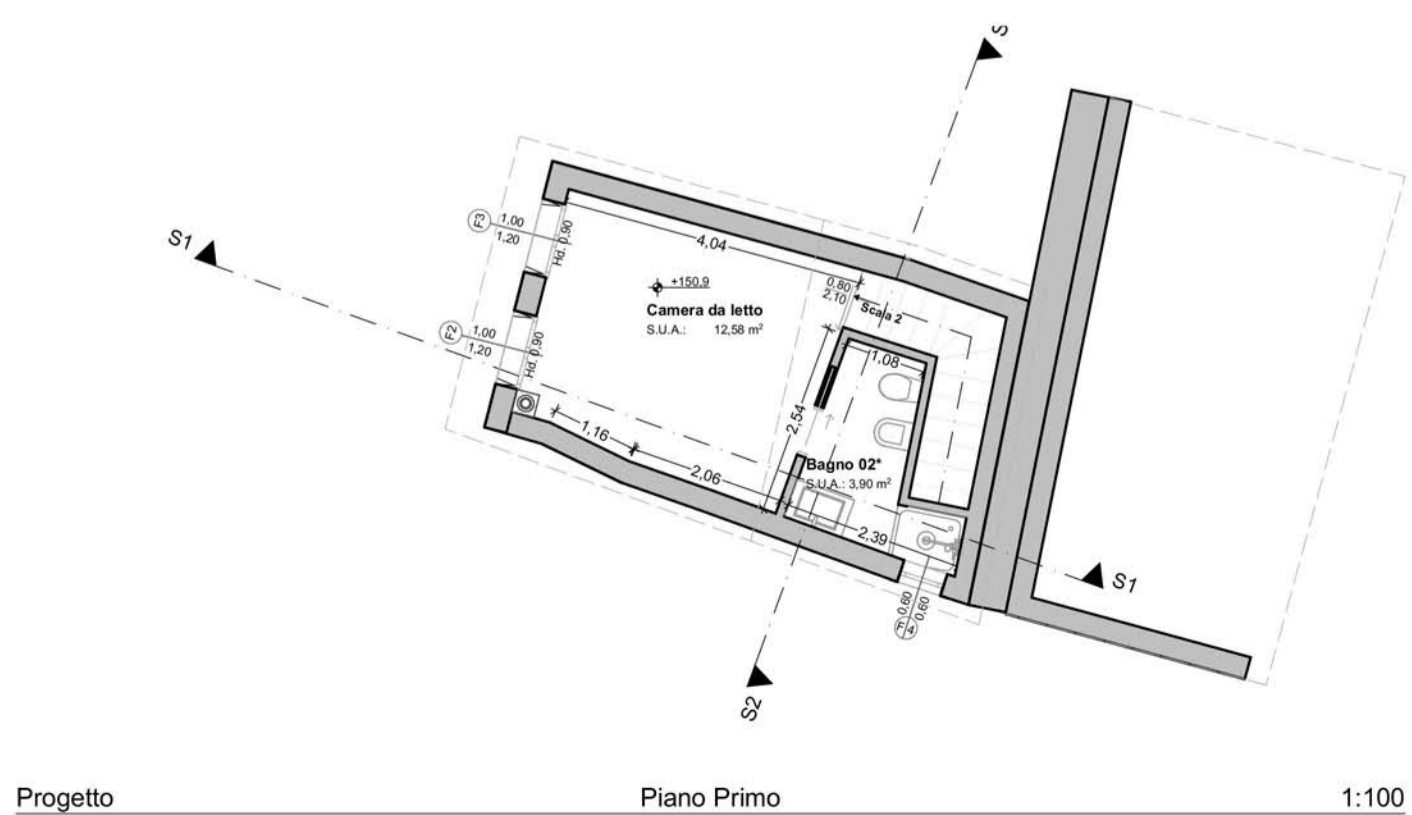 S
S1
F3
1,00
1,20
Hd. 0,90
4,04
+150,9
Camera da letto
S.U.A.: 12,58 m²
0,80
2,10
Scala 2
F2
1,00
1,20
Hd. 0,90
1,08
1,16
2,54
2,06
Bagno 02*
S.U.A.: 3,90 m²
2,39
S1
0,60
0,60
F
4
S2
Progetto Piano Primo 1:100